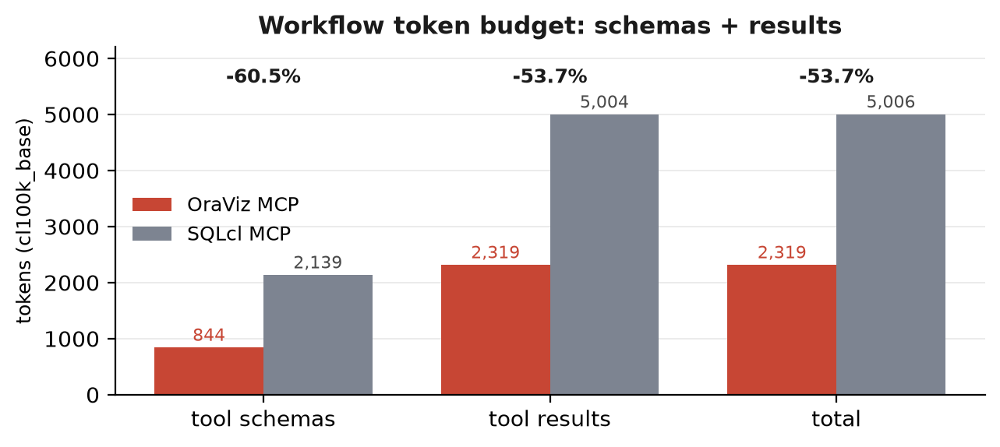 Workflow token budget: schemas + results
tokens (cl100k_base)
6000
5000
4000
3000
2000
1000
0
-60.5%
-53.7%
-53.7%
5,004
5,006
OraViz MCP
SQLcl MCP
2,139
2,319
2,319
844
tool schemas
tool results
total